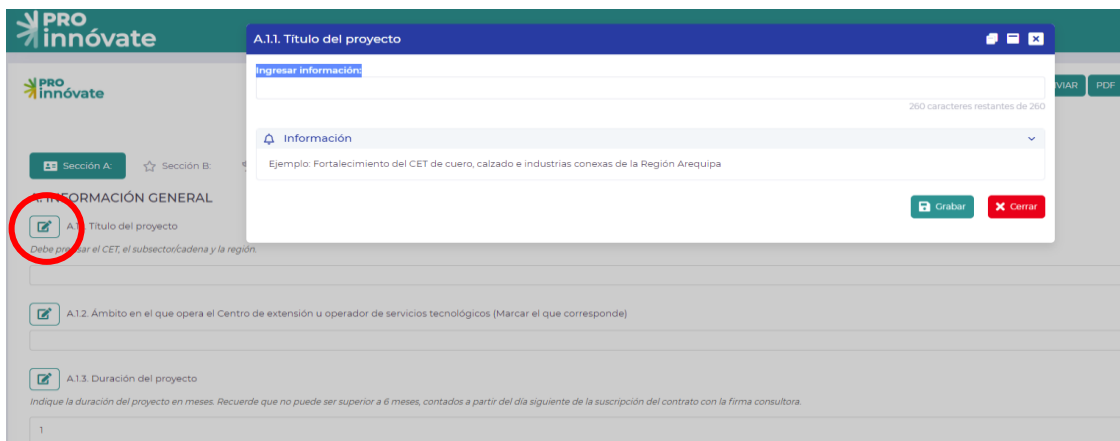 PRO
innóvate
A.1.1. Título del proyecto
Ingresar información:
PRO
innóvate
PDF
260 caracteres restantes de 260
Información
Sección A:
Sección B:
Ejemplo: Fortalecimiento del CET de cuero, calzado e industrias conexas de la Región Arequipa
A. INFORMACIÓN GENERAL
Grabar
Cerrar
Título del proyecto
Debe precisar el CET, el subsector/cadena y la región.
A.1.2. Ámbito en el que opera el Centro de extensión u operador de servicios tecnológicos (Marcar el que corresponde)
A.1.3. Duración del proyecto
Indique la duración del proyecto en meses. Recuerde que no puede ser superior a 6 meses, contados a partir del día siguiente de la suscripción del contrato con la firma consultora.
1